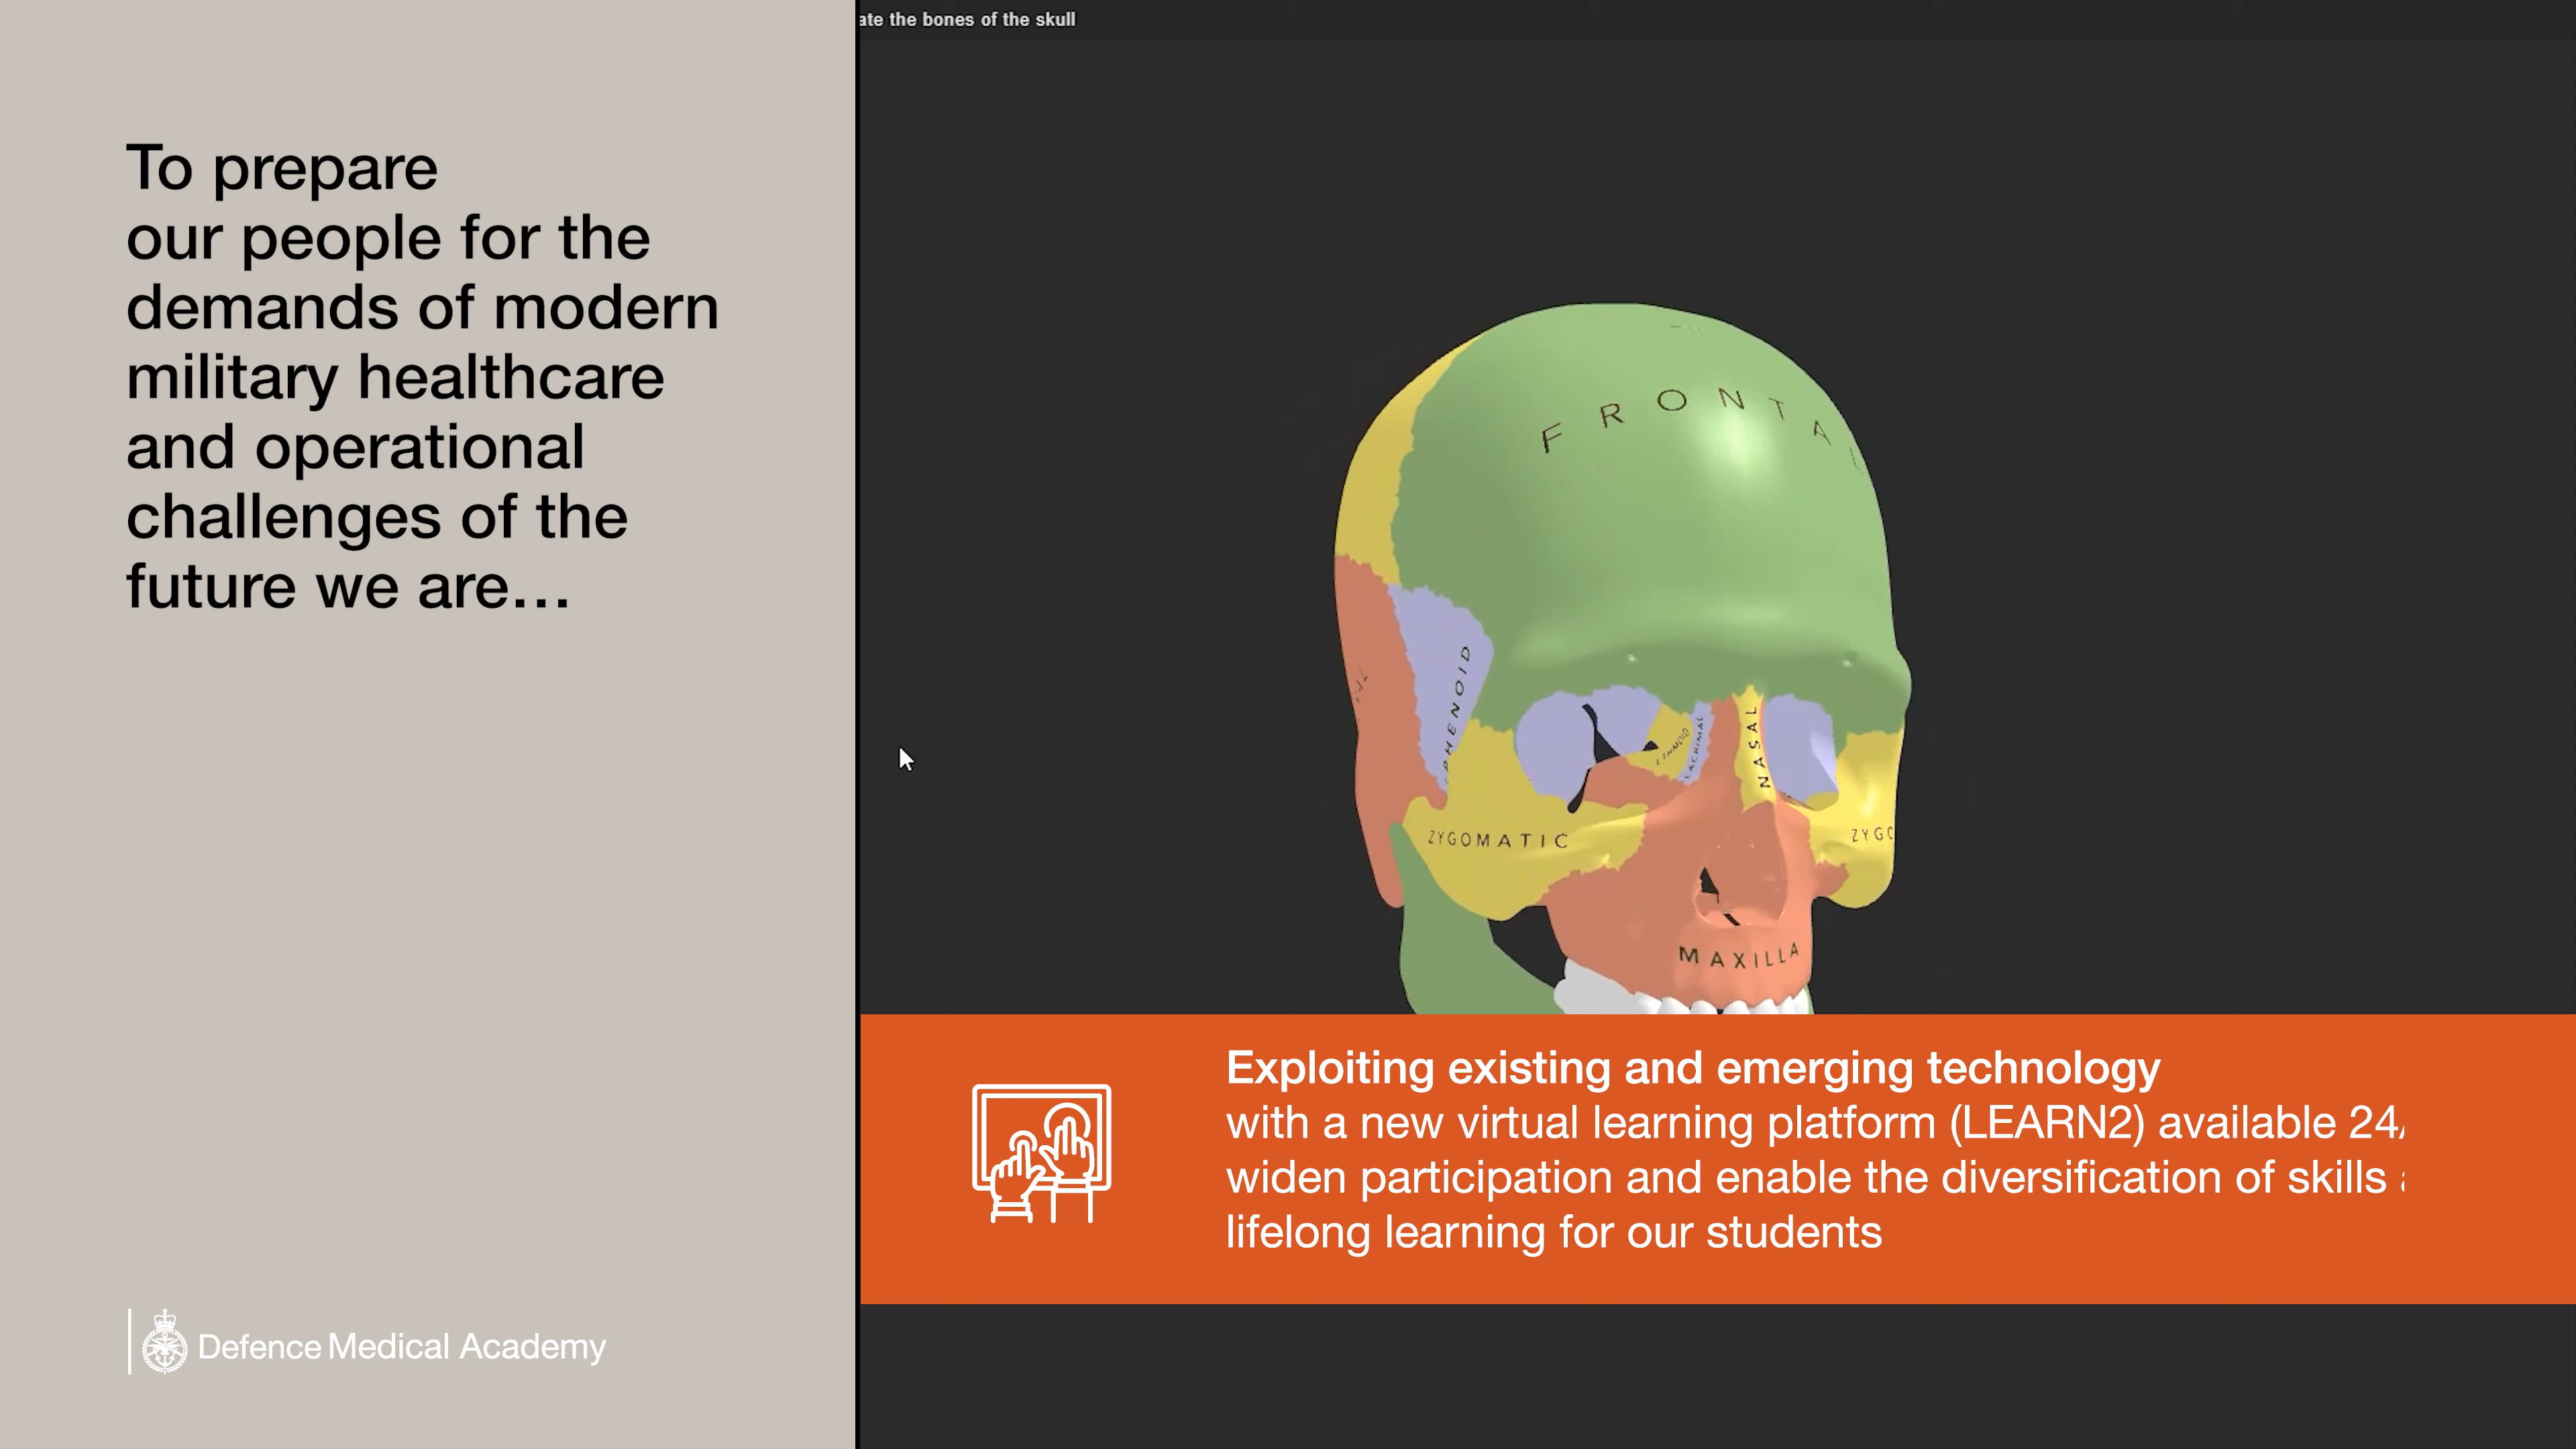 To prepare
our people for the
demands of modern
military healthcare
and operational
challenges of the
future we are...
Defence Medical Academy
ate the bones of the skull
FRONTA
SPHENOID
ETHMOID
LACRIMAL
NASAL
ZYGOMATIC
ZYGO
MAXILLA
Exploiting existing and emerging technology
with a new virtual learning platform (LEARN2) available 24/
widen participation and enable the diversification of skills
lifelong learning for our students